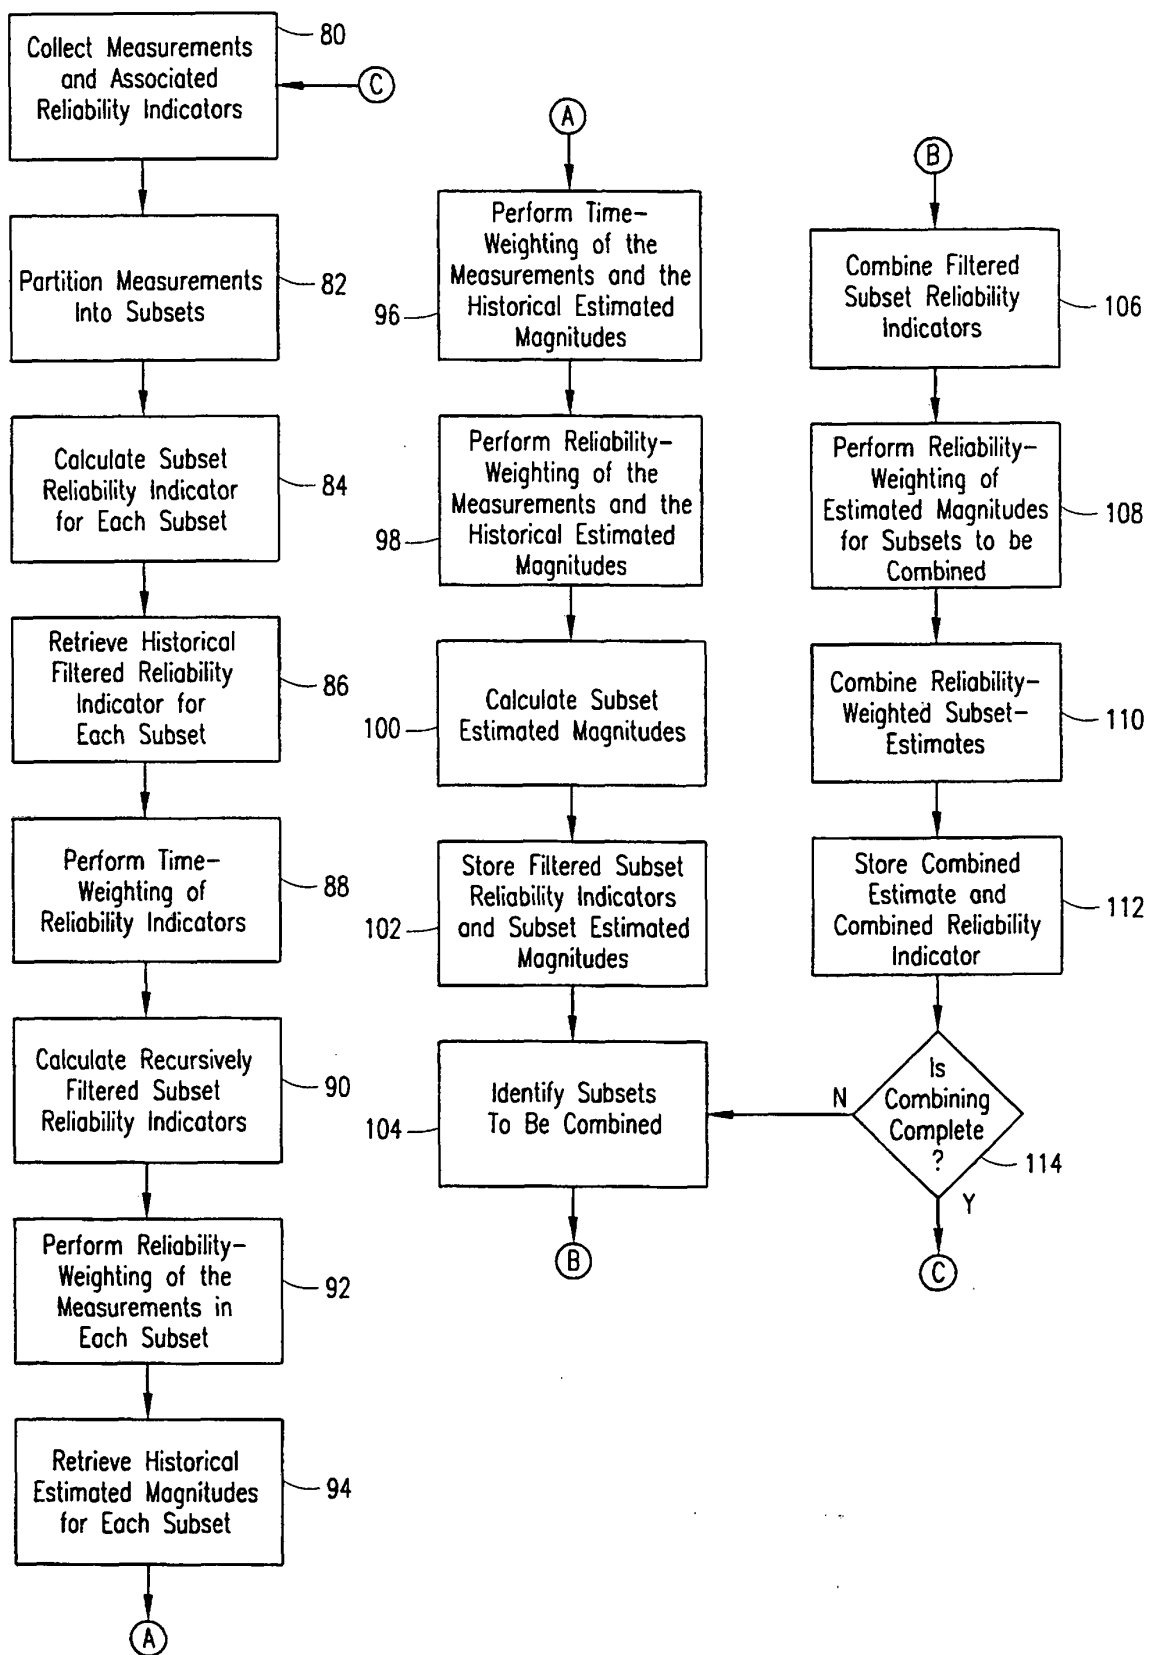 Collect Measurements
and Associated
Reliability Indicators
80
C
Partition Measurements
Into Subsets
82
Calculate Subset
Reliability Indicator
for Each Subset
84
Retrieve Historical
Filtered Reliability
Indicator for
Each Subset
86
Perform Time-
Weighting of
Reliability Indicators
88
Calculate Recursively
Filtered Subset
Reliability Indicators
90
Perform Reliability-
Weighting of the
Measurements in
Each Subset
92
Retrieve Historical
Estimated Magnitudes
for Each Subset
94
A
A
Perform Time-
Weighting of the
Measurements and the
Historical Estimated
Magnitudes
96
Perform Reliability-
Weighting of the
Measurements and the
Historical Estimated
Magnitudes
98
Calculate Subset
Estimated Magnitudes
100
Store Filtered Subset
Reliability Indicators
and Subset Estimated
Magnitudes
102
Identify Subsets
To Be Combined
104
B
B
Combine Filtered
Subset Reliability
Indicators
106
Perform Reliability-
Weighting of
Estimated Magnitudes
for Subsets to be
Combined
108
Combine Reliability-
Weighted Subset-
Estimates
110
Store Combined
Estimate and
Combined Reliability
Indicator
112
Is
Combining
Complete
?
114
N
Y
C